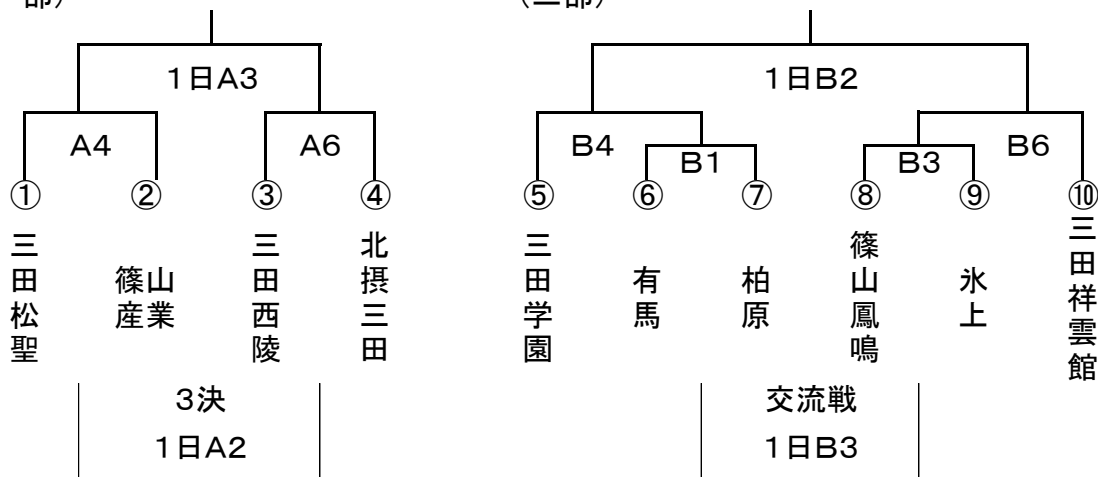 部）
（二部）
1日A3
1日B2
A4
A6
B4
B1
B3
B6
①
②
③
④
⑤
⑥
⑦
⑧
⑨
⑩
三田松聖
篠山産業
三田西陵
北摂三田
三田学園
有馬
柏原
篠山鳳鳴
氷上
三田祥雲館
3決
交流戦
1日A2
1日B3